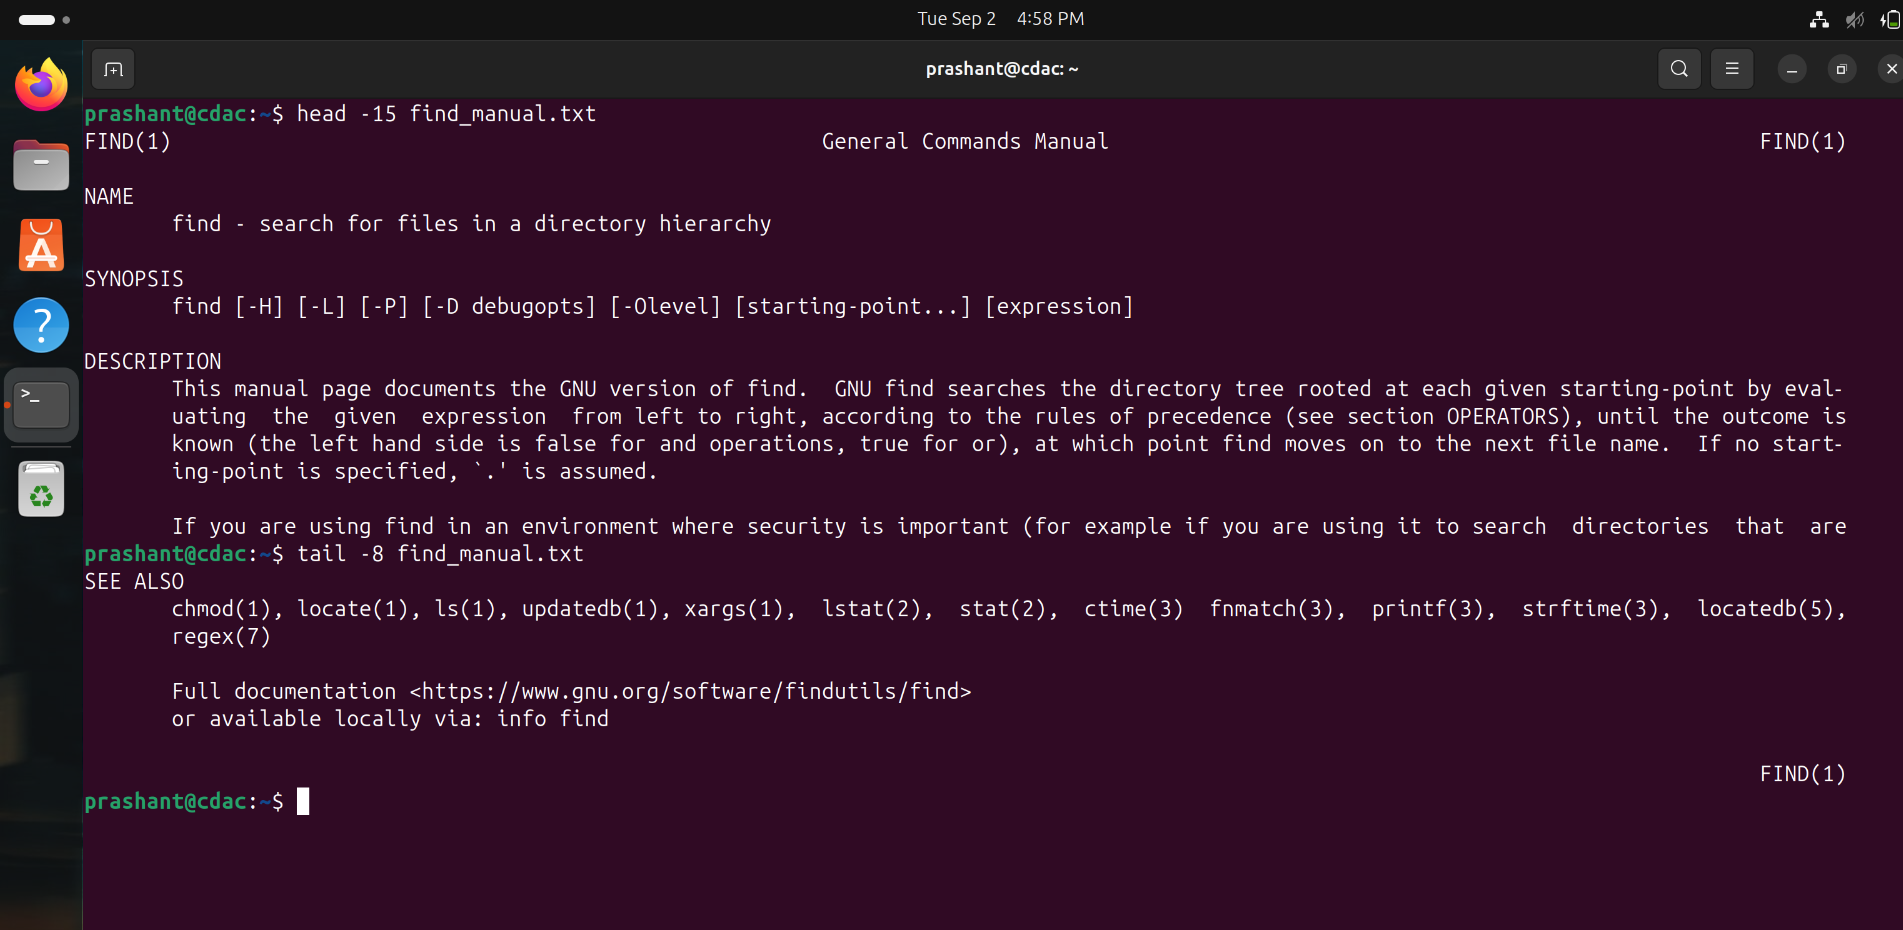 Tue Sep 2 4:58 PM
prashant@cdac: ~
prashant@cdac:~$ head -15 find_manual.txt
FIND(1) General Commands Manual FIND(1)
NAME
find - search for files in a directory hierarchy
SYNOPSIS
find [-H] [-L] [-P] [-D debugopts] [-Olevel] [starting-point...] [expression]
DESCRIPTION
This manual page documents the GNU version of find.  GNU find searches the directory tree rooted at each given starting-point by eval-
uating  the  given  expression  from left to right, according to the rules of precedence (see section OPERATORS), until the outcome is
known (the left hand side is false for and operations, true for or), at which point find moves on to the next file name.  If no start-
ing-point is specified, `.' is assumed.
If you are using find in an environment where security is important (for example if you are using it to search  directories  that  are
prashant@cdac:~$ tail -8 find_manual.txt
SEE ALSO
chmod(1), locate(1), ls(1), updatedb(1), xargs(1),  lstat(2),  stat(2),  ctime(3)  fnmatch(3),  printf(3),  strftime(3),  locatedb(5),
regex(7)
Full documentation <https://www.gnu.org/software/findutils/find>
or available locally via: info find
FIND(1)
prashant@cdac:~$